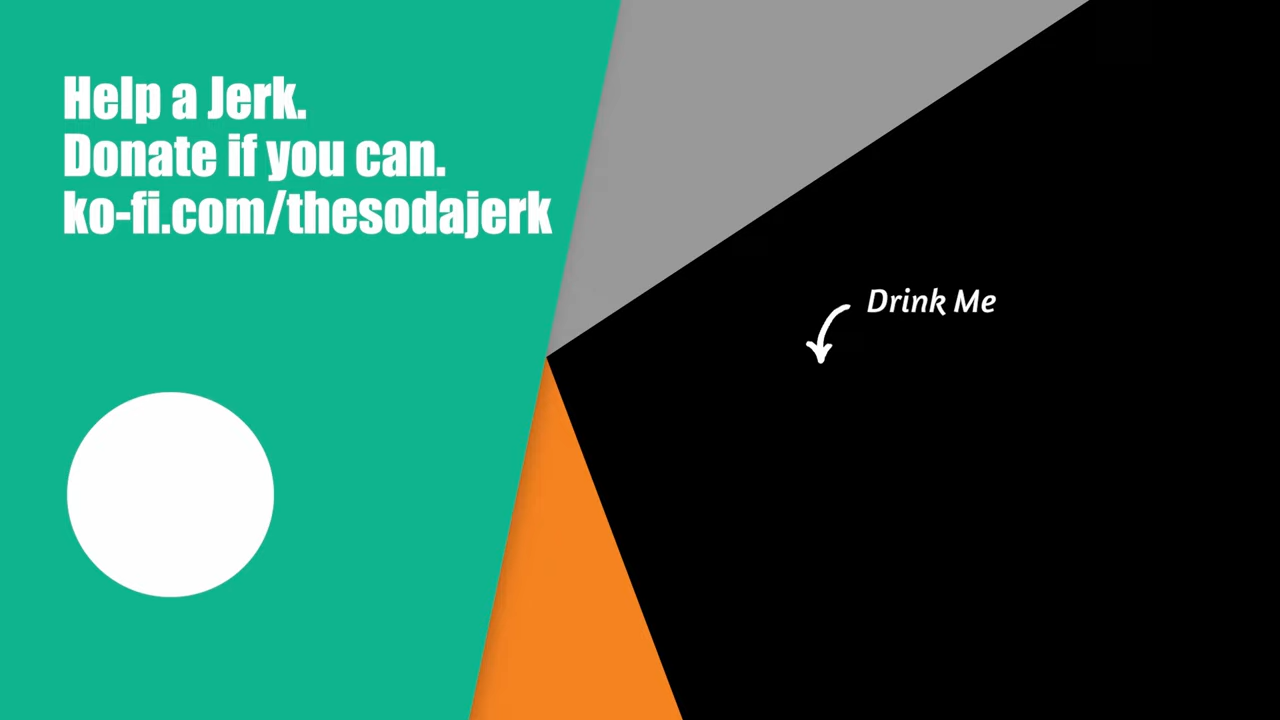 Help a Jerk.
Donate if you can.
ko-fi.com/thesodajerk
Drink Me